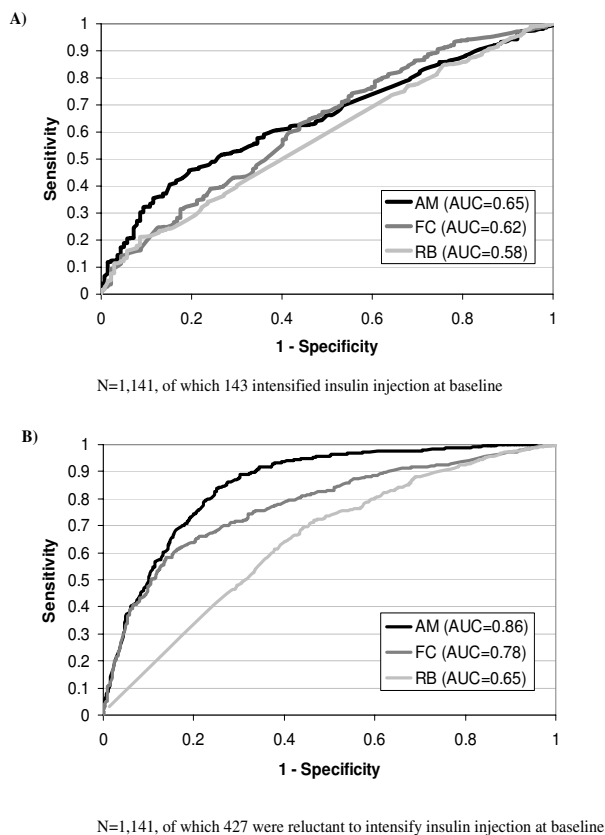 A)
1
0.9
0.8
0.7
0.6
0.5
0.4
0.3
0.2
0.1
0
Sensitivity
AM (AUC=0.65)
FC (AUC=0.62)
RB (AUC=0.58)
0 0.2 0.4 0.6 0.8 1
1 - Specificity
N=1,141, of which 143 intensified insulin injection at baseline
B)
1
0.9
0.8
0.7
0.6
0.5
0.4
0.3
0.2
0.1
0
Sensitivity
AM (AUC=0.86)
FC (AUC=0.78)
RB (AUC=0.65)
0 0.2 0.4 0.6 0.8 1
1 - Specificity
N=1,141, of which 427 were reluctant to intensify insulin injection at baseline